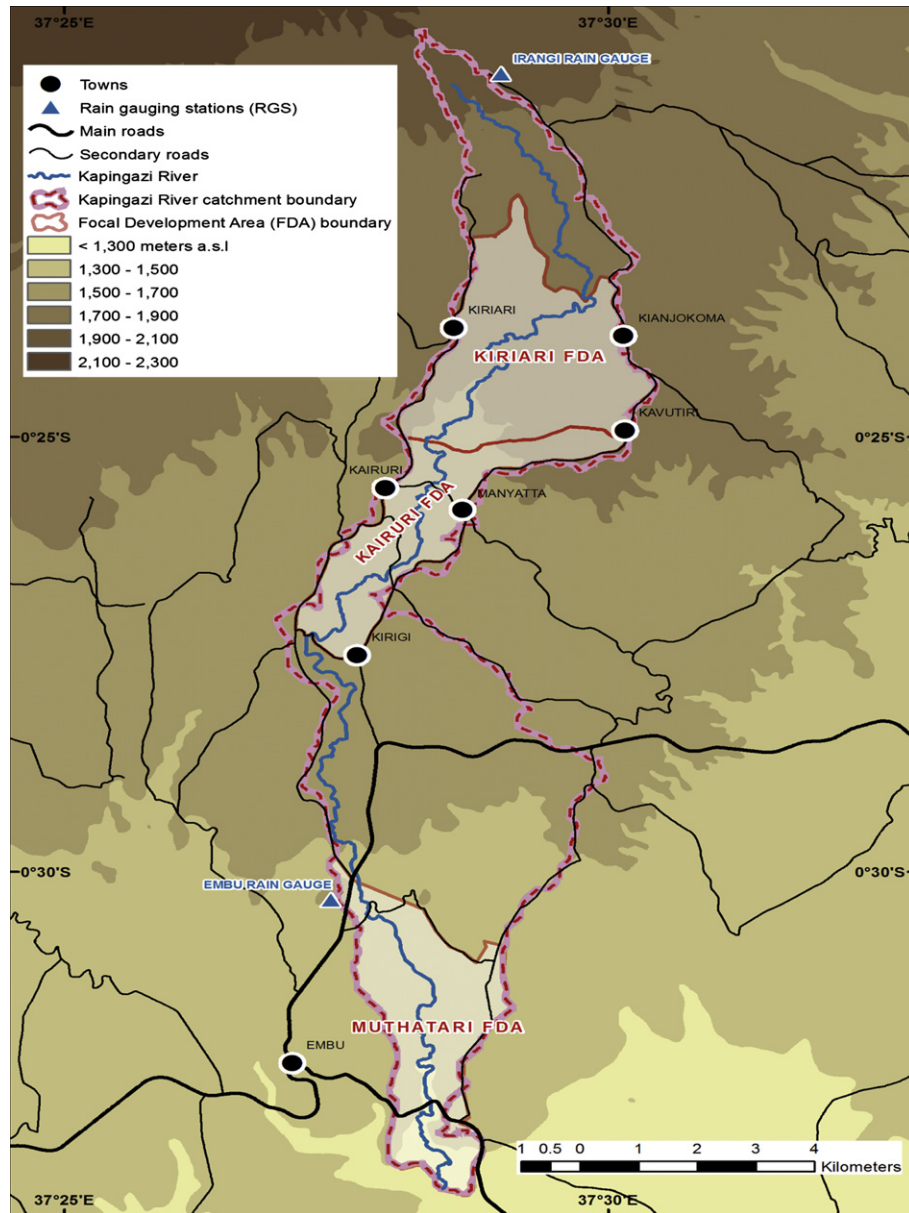 37°25'E
37°30'E
IRANGI RAIN GAUGE
Towns
Rain gauging stations (RGS)
Main roads
Secondary roads
Kapingazi River
Kapingazi River catchment boundary
Focal Development Area (FDA) boundary
< 1,300 meters a.s.l
1,300 - 1,500
1,500 - 1,700
1,700 - 1,900
1,900 - 2,100
2,100 - 2,300
KIRIARI
KIANJOKOMA
KIRIARI FDA
KAVUTIRI
0°25'S
0°25'S
KAIRURI
MANYATTA
KAIRURI FDA
KIRIGI
0°30'S
0°30'S
EMBU RAIN GAUGE
MUTHATARI FDA
EMBU
1 0.5 0 1 2 3 4
Kilometers
37°25'E
37°30'E